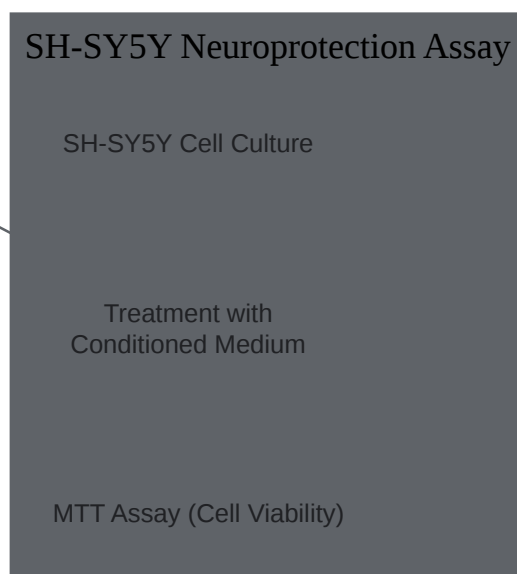 SH-SY5Y Neuroprotection Assay
SH-SY5Y Cell Culture
Treatment with
Conditioned Medium
MTT Assay (Cell Viability)